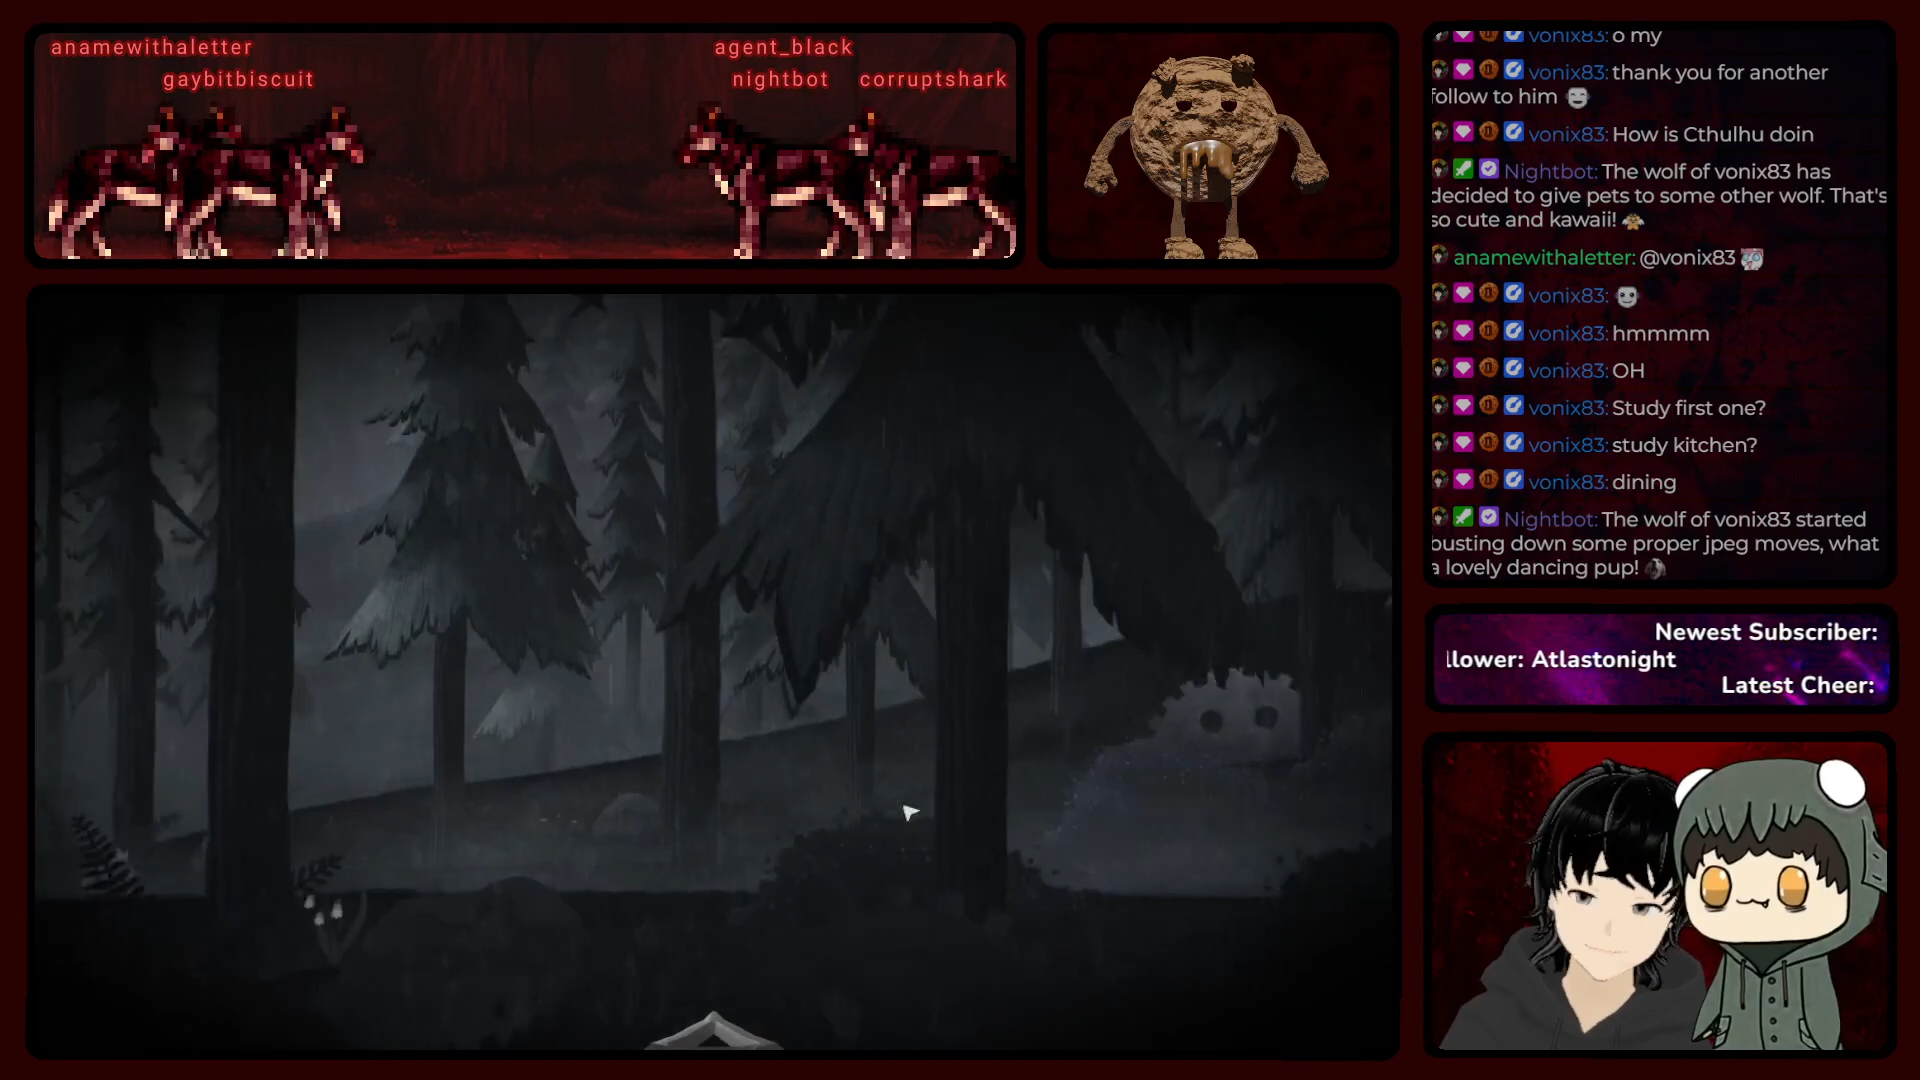 anamewithaletter
gaybitbiscuit
agent_black
nightbot
corruptshark
vonix83: o my
vonix83: thank you for another
follow to him
vonix83: How is Cthulhu doin
Nightbot: The wolf of vonix83 has
decided to give pets to some other wolf. That's
so cute and kawaii!
anamewithaletter: @vonix83
vonix83:
vonix83: hmmmm
vonix83: OH
vonix83: Study first one?
vonix83: study kitchen?
vonix83: dining
Nightbot: The wolf of vonix83 started
busting down some proper jpeg moves, what
a lovely dancing pup!
Newest Subscriber:
llower: Atlastonight
Latest Cheer: